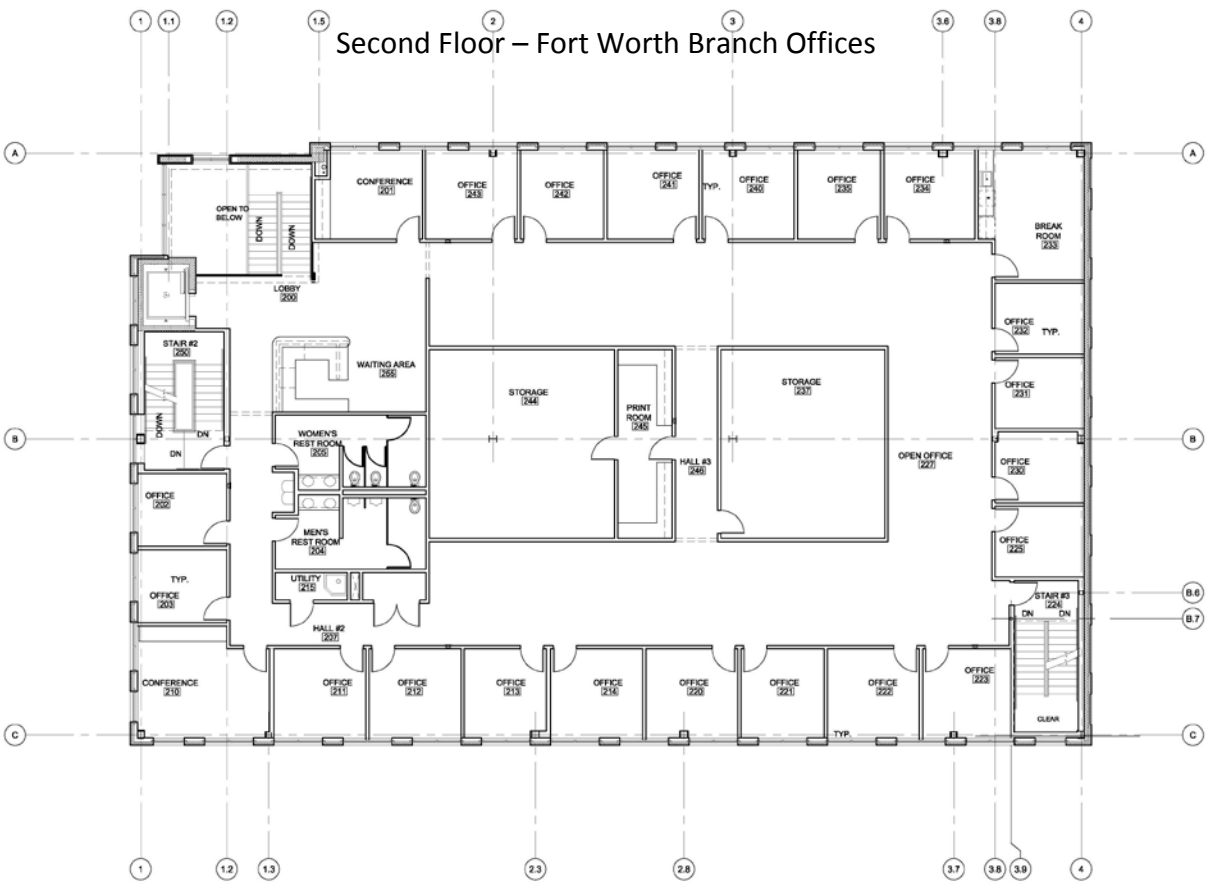 1 1.1 1.2 1.5 2 3 3.6 3.8 4
Second Floor – Fort Worth Branch Offices
A A
CONFERENCE
201
OFFICE
243
OFFICE
242
OFFICE
241
TYP.
OFFICE
240
OFFICE
235
OFFICE
234
OPEN TO
BELOW
DOWN
DOWN
BREAK
ROOM
233
LOBBY
200
OFFICE
232
TYP.
STAIR #2
250
WAITING AREA
255
STORAGE
244
STORAGE
237
OFFICE
231
PRINT
ROOM
245
DOWN
DN
DN
B B
WOMEN'S
REST ROOM
205
HALL #3
246
OPEN OFFICE
227
OFFICE
230
OFFICE
202
MEN'S
REST ROOM
204
OFFICE
225
TYP.
OFFICE
203
UTILITY
215
STAIR #3
224
DN DN
B.6
B.7
HALL #2
207
CONFERENCE
210
OFFICE
211
OFFICE
212
OFFICE
213
OFFICE
214
OFFICE
220
OFFICE
221
OFFICE
222
OFFICE
223
CLEAR
TYP.
C C
1 1.2 1.3 2.3 2.8 3.7 3.8 3.9 4